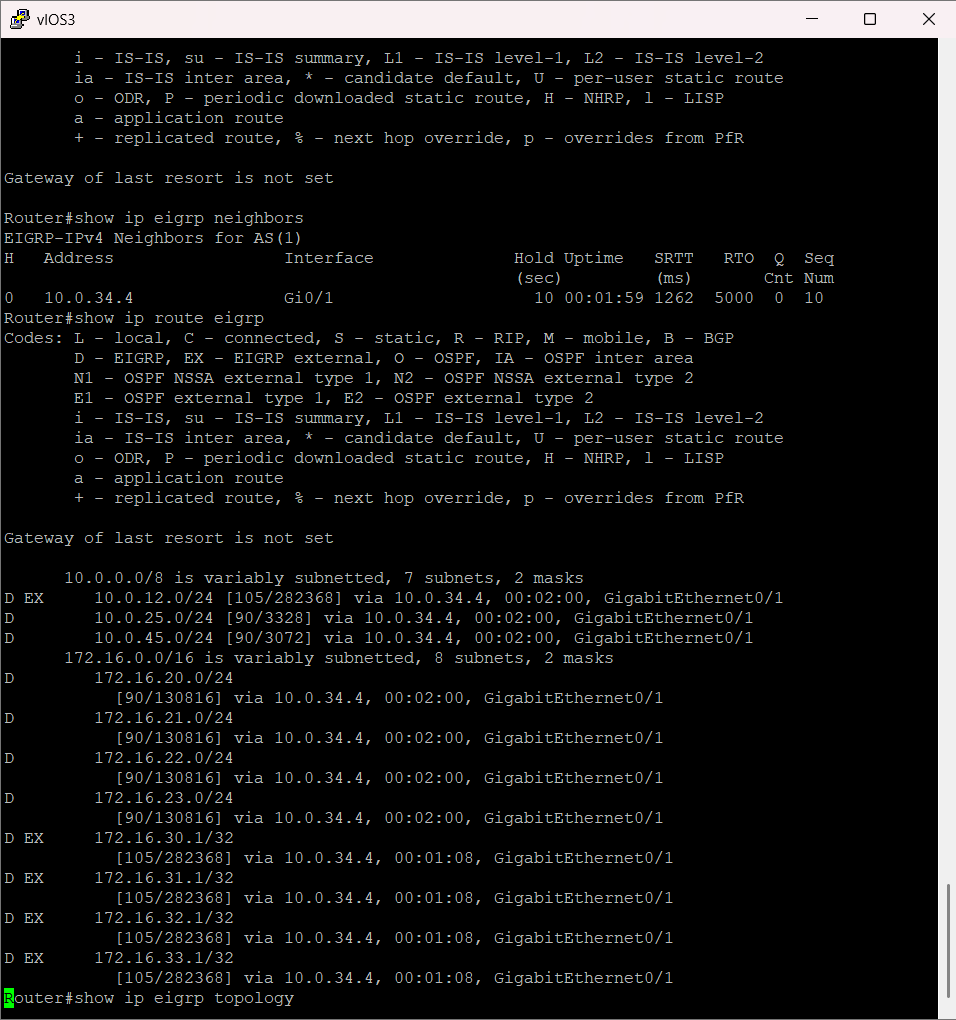 vIOS3
i - IS-IS, su - IS-IS summary, L1 - IS-IS level-1, L2 - IS-IS level-2
ia - IS-IS inter area, * - candidate default, U - per-user static route
o - ODR, P - periodic downloaded static route, H - NHRP, l - LISP
a - application route
+ - replicated route, % - next hop override, p - overrides from PfR
Gateway of last resort is not set
Router#show ip eigrp neighbors
EIGRP-IPv4 Neighbors for AS(1)
H   Address                 Interface              Hold Uptime   SRTT   RTO  Q  Seq
(sec)         (ms)       Cnt Num
0   10.0.34.4               Gi0/1                    10 00:01:59 1262  5000  0  10
Router#show ip route eigrp
Codes: L - local, C - connected, S - static, R - RIP, M - mobile, B - BGP
D - EIGRP, EX - EIGRP external, O - OSPF, IA - OSPF inter area
N1 - OSPF NSSA external type 1, N2 - OSPF NSSA external type 2
E1 - OSPF external type 1, E2 - OSPF external type 2
i - IS-IS, su - IS-IS summary, L1 - IS-IS level-1, L2 - IS-IS level-2
ia - IS-IS inter area, * - candidate default, U - per-user static route
o - ODR, P - periodic downloaded static route, H - NHRP, l - LISP
a - application route
+ - replicated route, % - next hop override, p - overrides from PfR
Gateway of last resort is not set
10.0.0.0/8 is variably subnetted, 7 subnets, 2 masks
D EX     10.0.12.0/24 [105/282368] via 10.0.34.4, 00:02:00, GigabitEthernet0/1
D        10.0.25.0/24 [90/3328] via 10.0.34.4, 00:02:00, GigabitEthernet0/1
D        10.0.45.0/24 [90/3072] via 10.0.34.4, 00:02:00, GigabitEthernet0/1
172.16.0.0/16 is variably subnetted, 8 subnets, 2 masks
D        172.16.20.0/24
[90/130816] via 10.0.34.4, 00:02:00, GigabitEthernet0/1
D        172.16.21.0/24
[90/130816] via 10.0.34.4, 00:02:00, GigabitEthernet0/1
D        172.16.22.0/24
[90/130816] via 10.0.34.4, 00:02:00, GigabitEthernet0/1
D        172.16.23.0/24
[90/130816] via 10.0.34.4, 00:02:00, GigabitEthernet0/1
D EX     172.16.30.1/32
[105/282368] via 10.0.34.4, 00:01:08, GigabitEthernet0/1
D EX     172.16.31.1/32
[105/282368] via 10.0.34.4, 00:01:08, GigabitEthernet0/1
D EX     172.16.32.1/32
[105/282368] via 10.0.34.4, 00:01:08, GigabitEthernet0/1
D EX     172.16.33.1/32
[105/282368] via 10.0.34.4, 00:01:08, GigabitEthernet0/1
Router#show ip eigrp topology